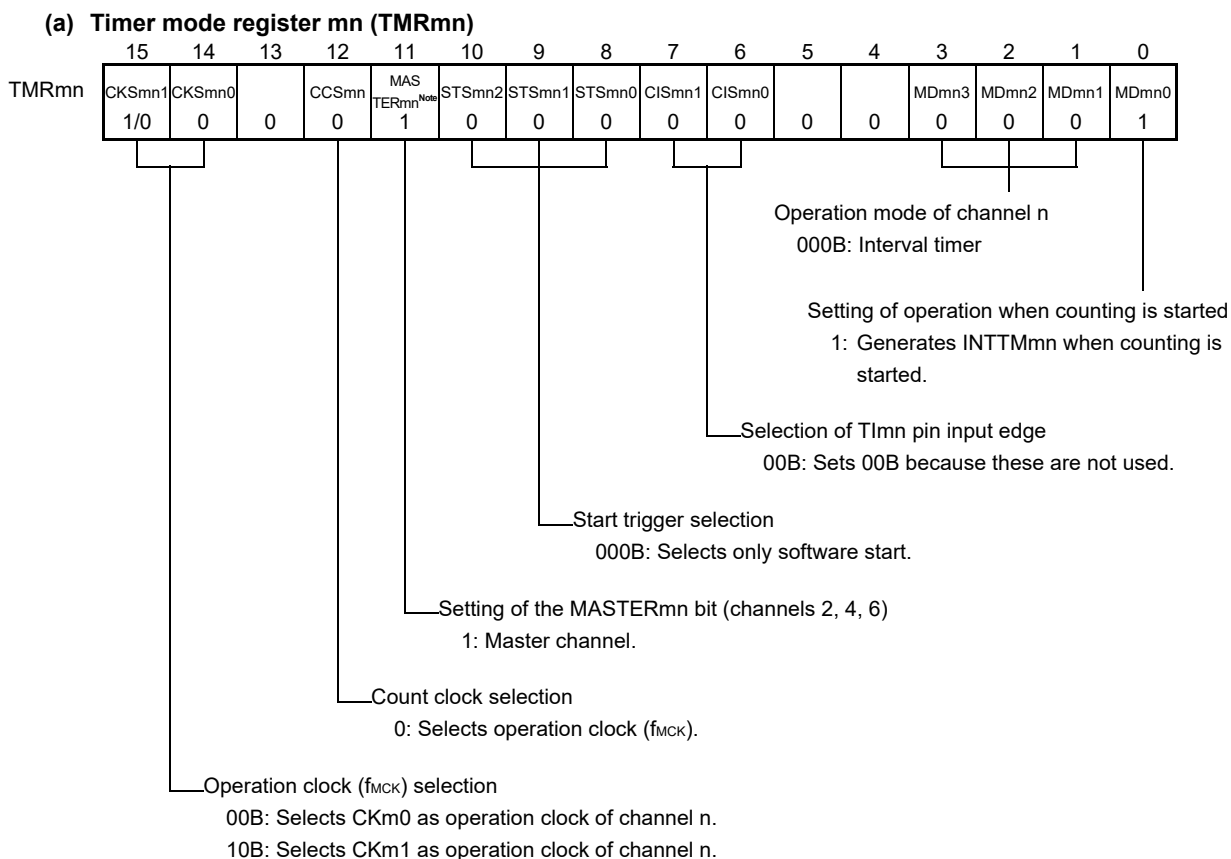 (a) Timer mode register mn (TMRmn)
15 14 13 12 11 10 9 8 7 6 5 4 3 2 1 0
TMRmn CKSmn1 CKSmn0 CCSmn MAS TERmnNote STSmn2 STSmn1 STSmn0 CISmn1 CISmn0 MDmn3 MDmn2 MDmn1 MDmn0
1/0 0 0 0 1 0 0 0 0 0 0 0 0 0 0 1
Operation mode of channel n
000B: Interval timer
Setting of operation when counting is started
1: Generates INTTMmn when counting is
started.
Selection of TImn pin input edge
00B: Sets 00B because these are not used.
Start trigger selection
000B: Selects only software start.
Setting of the MASTERmn bit (channels 2, 4, 6)
1: Master channel.
Count clock selection
0: Selects operation clock (fMCK).
Operation clock (fMCK) selection
00B: Selects CKm0 as operation clock of channel n.
10B: Selects CKm1 as operation clock of channel n.